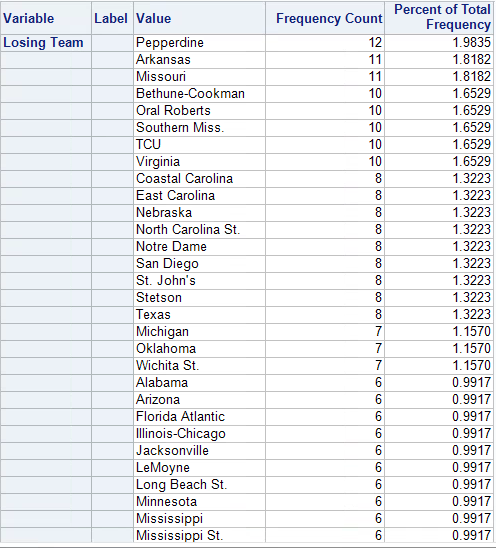 Variable Label Value Frequency Count Percent of Total Frequency
Losing Team Pepperdine 12 1.9835
Arkansas 11 1.8182
Missouri 11 1.8182
Bethune-Cookman 10 1.6529
Oral Roberts 10 1.6529
Southern Miss. 10 1.6529
TCU 10 1.6529
Virginia 10 1.6529
Coastal Carolina 8 1.3223
East Carolina 8 1.3223
Nebraska 8 1.3223
North Carolina St. 8 1.3223
Notre Dame 8 1.3223
San Diego 8 1.3223
St. John's 8 1.3223
Stetson 8 1.3223
Texas 8 1.3223
Michigan 7 1.1570
Oklahoma 7 1.1570
Wichita St. 7 1.1570
Alabama 6 0.9917
Arizona 6 0.9917
Florida Atlantic 6 0.9917
Illinois-Chicago 6 0.9917
Jacksonville 6 0.9917
LeMoyne 6 0.9917
Long Beach St. 6 0.9917
Minnesota 6 0.9917
Mississippi 6 0.9917
Mississippi St. 6 0.9917